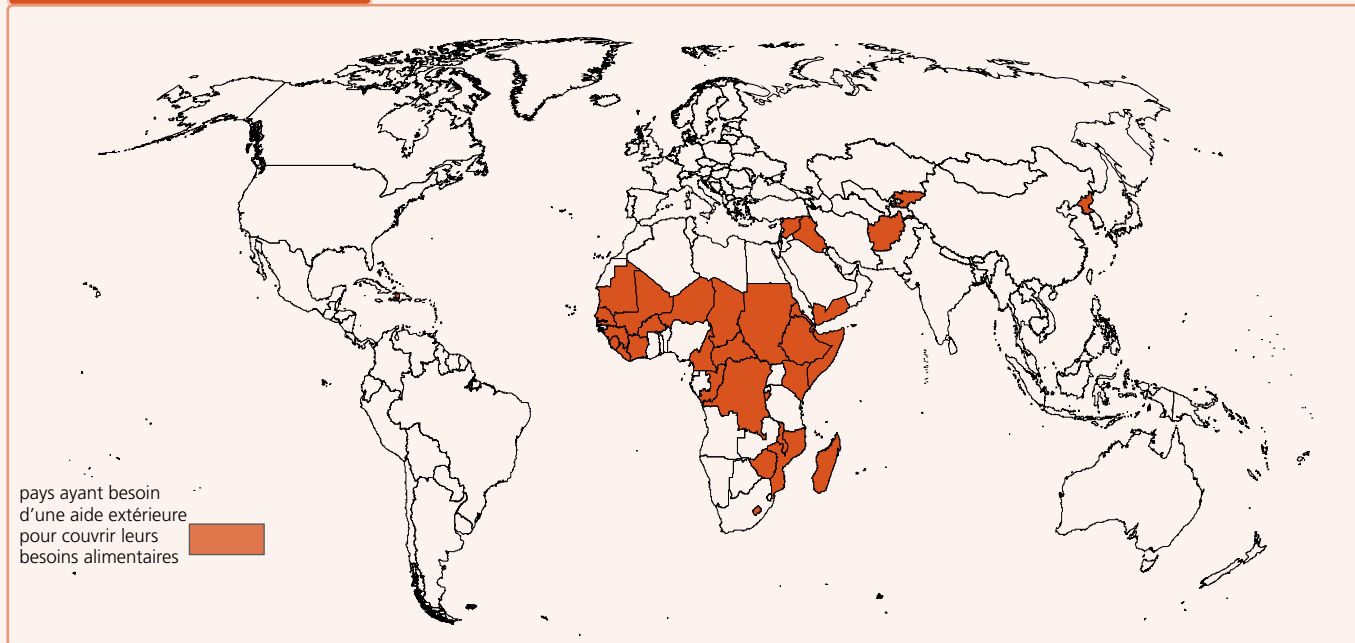 pays ayant besoin
d’une aide extérieure
pour couvrir leurs
besoins alimentaires